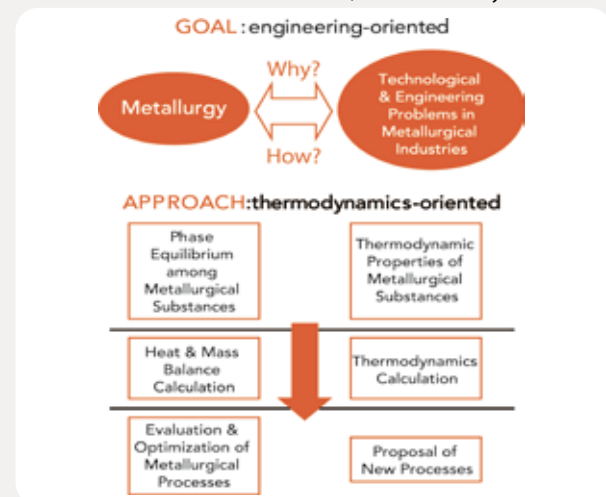 GOAL : engineering-oriented
Metallurgy
Why?
How?
Technological
& Engineering
Problems in
Metallurgical
Industries
APPROACH:thermodynamics-oriented
Phase
Equilibrium
among
Metallurgical
Substances
Thermodynamic
Properties of
Metallurgical
Substances
Heat & Mass
Balance
Calculation
Thermodynamics
Calculation
Evaluation &
Optimization of
Metallurgical
Processes
Proposal of
New Processes